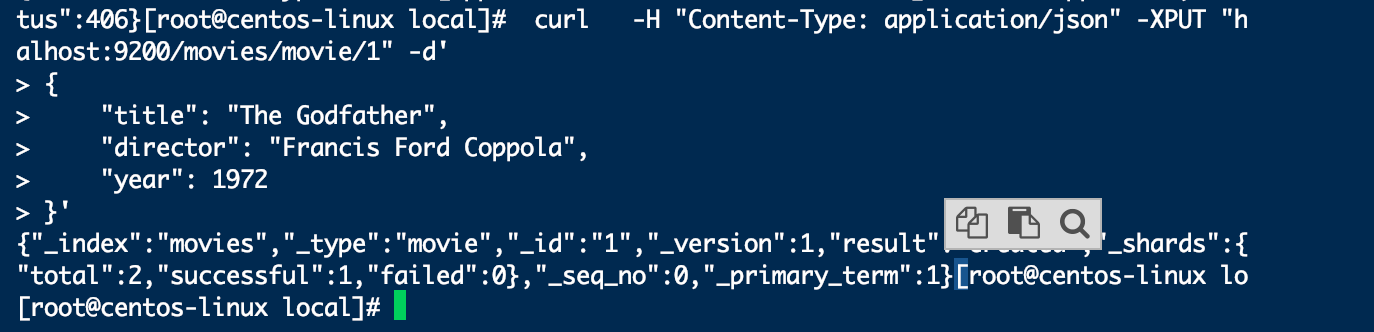 tus":406}[root@centos-linux local]#  curl   -H "Content-Type: application/json" -XPUT "h
alhost:9200/movies/movie/1" -d'
> {
>     "title": "The Godfather",
>     "director": "Francis Ford Coppola",
>     "year": 1972
> }'
{"_index":"movies","_type":"movie","_id":"1","_version":1,"result" ,"_shards":{
"total":2,"successful":1,"failed":0},"_seq_no":0,"_primary_term":1}[root@centos-linux lo
[root@centos-linux local]#